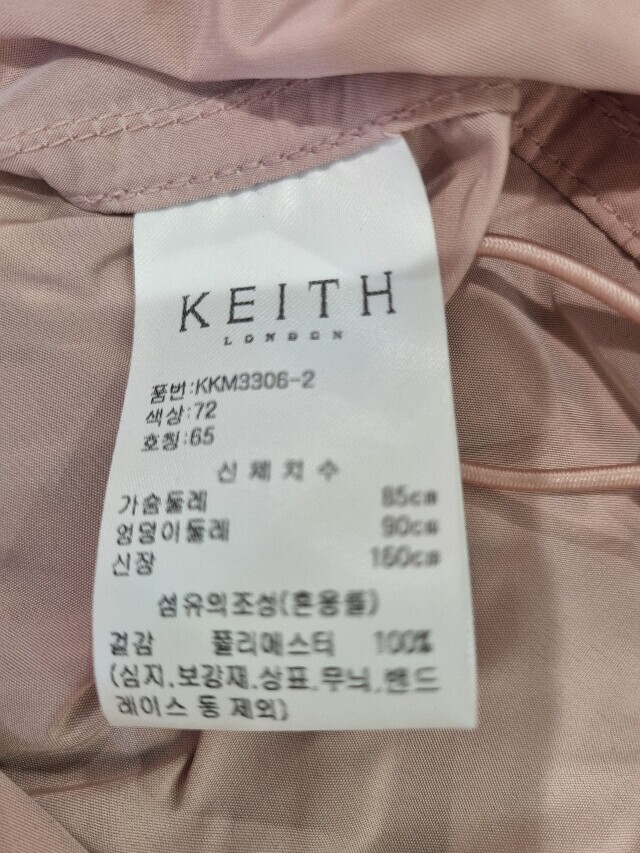 KEITH
LONDON
품번:KKM3306-2
색상:72
호칭:65
신체치수
가슴둘레 85cm
엉덩이둘레 90cm
신장 160cm
섬유의조성(혼용률)
겉감 폴리에스터 100%
(심지.보강재.상표.무늬.밴드
레이스 등 제외)